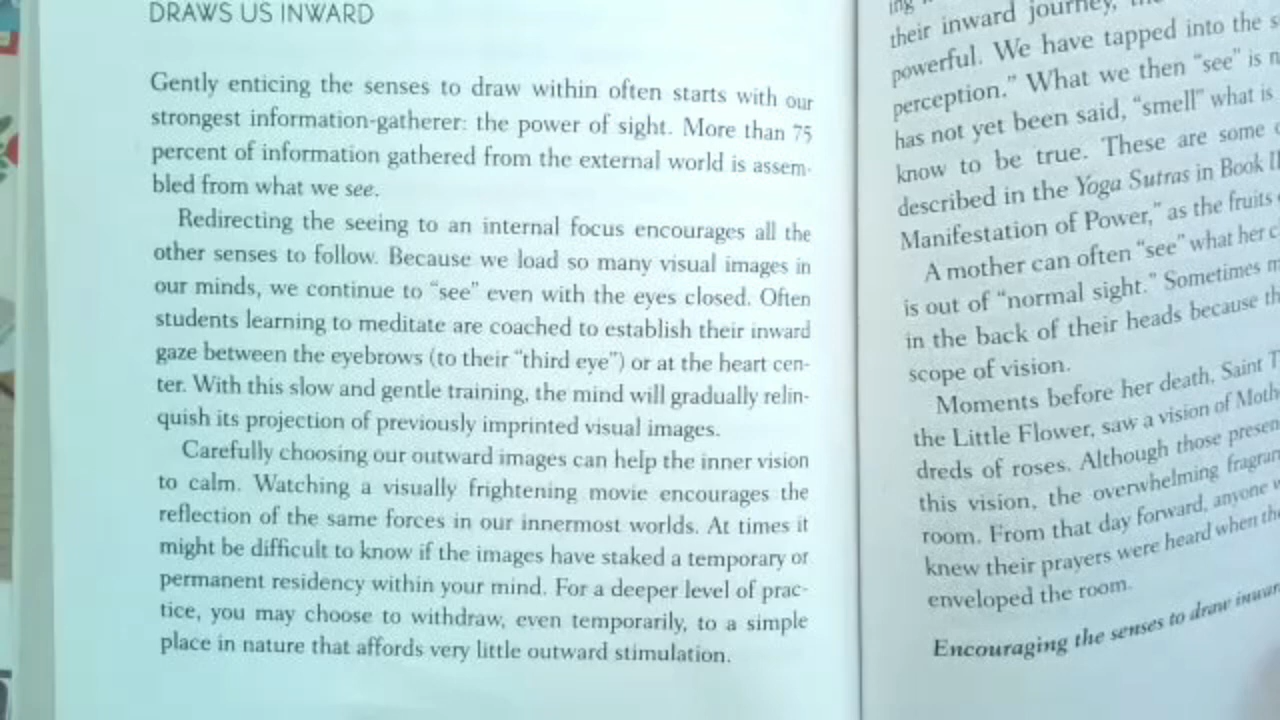 DRAWS US INWARD
Gently enticing the senses to draw within often starts with our
strongest information-gatherer: the power of sight. More than 75
percent of information gathered from the external world is assem-
bled from what we see.
Redirecting the seeing to an internal focus encourages all the
other senses to follow. Because we load so many visual images in
our minds, we continue to “see” even with the eyes closed. Often
students learning to meditate are coached to establish their inward
gaze between the eyebrows (to their “third eye”) or at the heart cen-
ter. With this slow and gentle training, the mind will gradually relin-
quish its projection of previously imprinted visual images.
Carefully choosing our outward images can help the inner vision
to calm. Watching a visually frightening movie encourages the
reflection of the same forces in our innermost worlds. At times it
might be difficult to know if the images have staked a temporary or
permanent residency within your mind. For a deeper level of prac-
tice, you may choose to withdraw, even temporarily, to a simple
place in nature that affords very little outward stimulation.
their inward journey,
powerful. We have tapped into the
perception.” What we then “see” is
has not yet been said, “smell” what is
know to be true. These are some
described in the Yoga Sutras in Book
Manifestation of Power,” as the fruits
A mother can often “see” what her
is out of “normal sight.” Sometimes
in the back of their heads because
scope of vision.
Moments before her death, Saint
the Little Flower, saw a vision of
dreds of roses. Although those
this vision, the overwhelming
room. From that day forward, anyone
knew their prayers were heard when
enveloped the room.
Encouraging the senses to draw